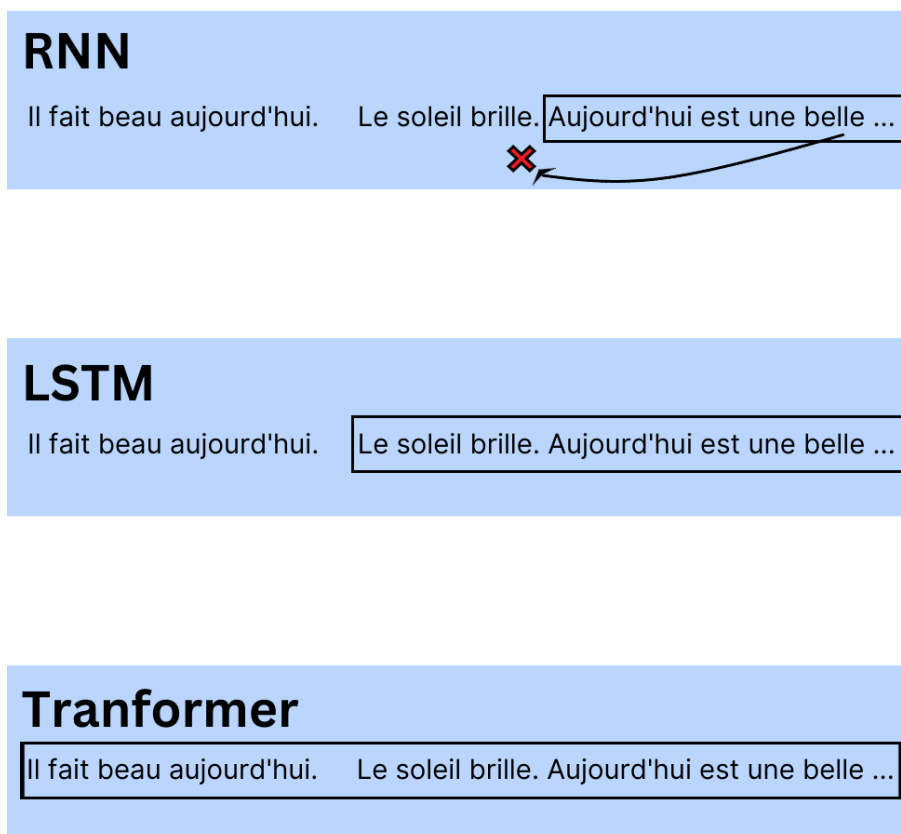 RNN
Il fait beau aujourd'hui. Le soleil brille. Aujourd'hui est une belle ...
LSTM
Il fait beau aujourd'hui. Le soleil brille. Aujourd'hui est une belle ...
Tranformer
Il fait beau aujourd'hui. Le soleil brille. Aujourd'hui est une belle ...